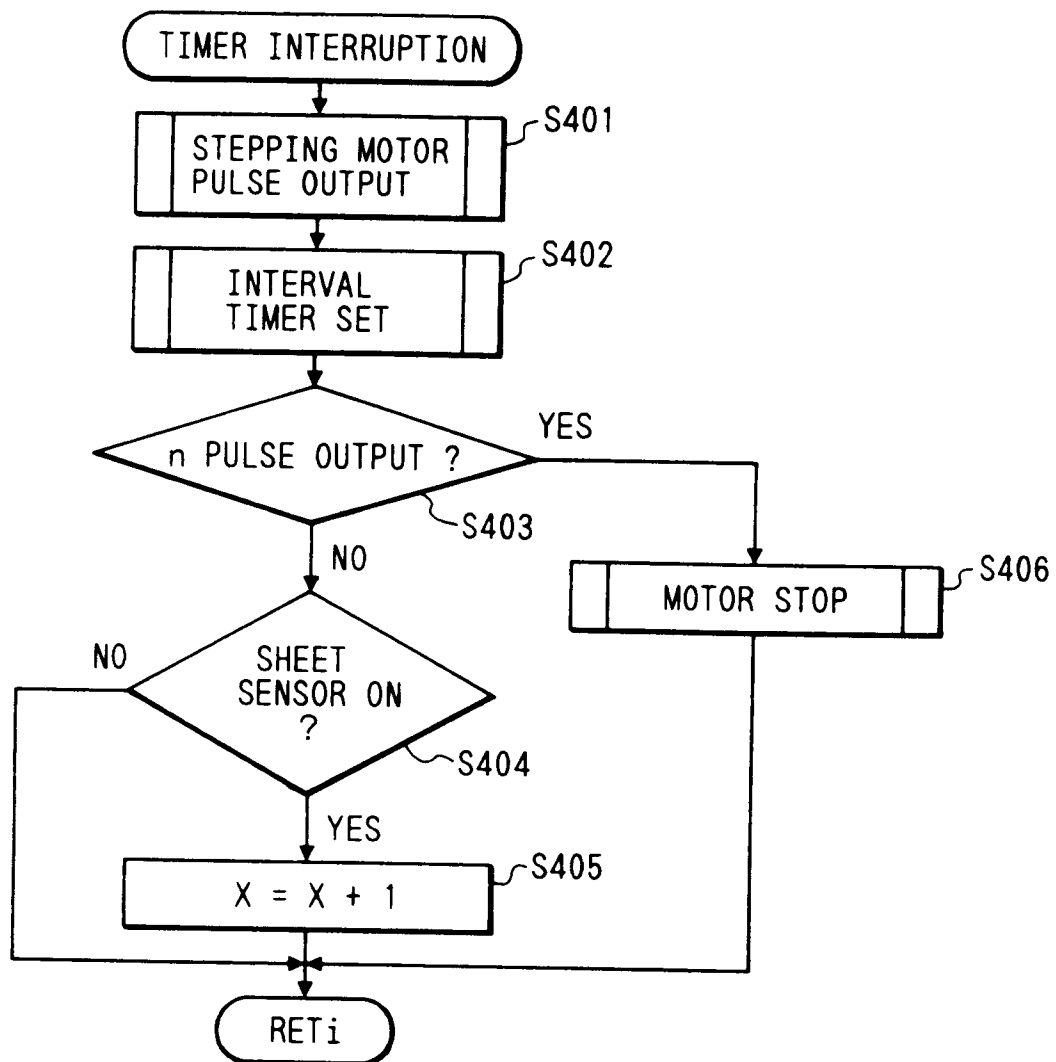 TIMER INTERRUPTION
STEPPING MOTOR
PULSE OUTPUT
S401
INTERVAL
TIMER SET
S402
n PULSE OUTPUT ?
YES
S403
NO
MOTOR STOP
S406
NO
SHEET
SENSOR ON
?
S404
YES
X = X + 1
S405
RETi